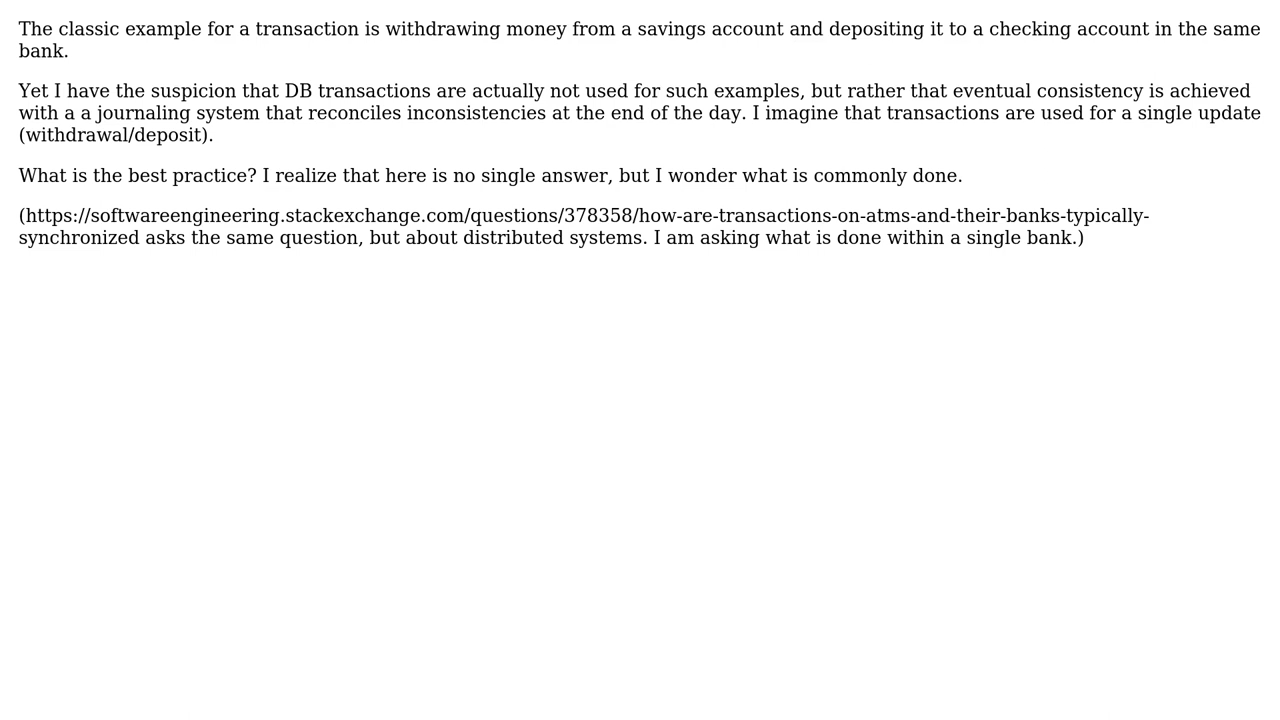 The classic example for a transaction is withdrawing money from a savings account and depositing it to a checking account in the same
bank.
Yet I have the suspicion that DB transactions are actually not used for such examples, but rather that eventual consistency is achieved
with a a journaling system that reconciles inconsistencies at the end of the day. I imagine that transactions are used for a single update
(withdrawal/deposit).
What is the best practice? I realize that here is no single answer, but I wonder what is commonly done.
(https://softwareengineering.stackexchange.com/questions/378358/how-are-transactions-on-atms-and-their-banks-typically-
synchronized asks the same question, but about distributed systems. I am asking what is done within a single bank.)